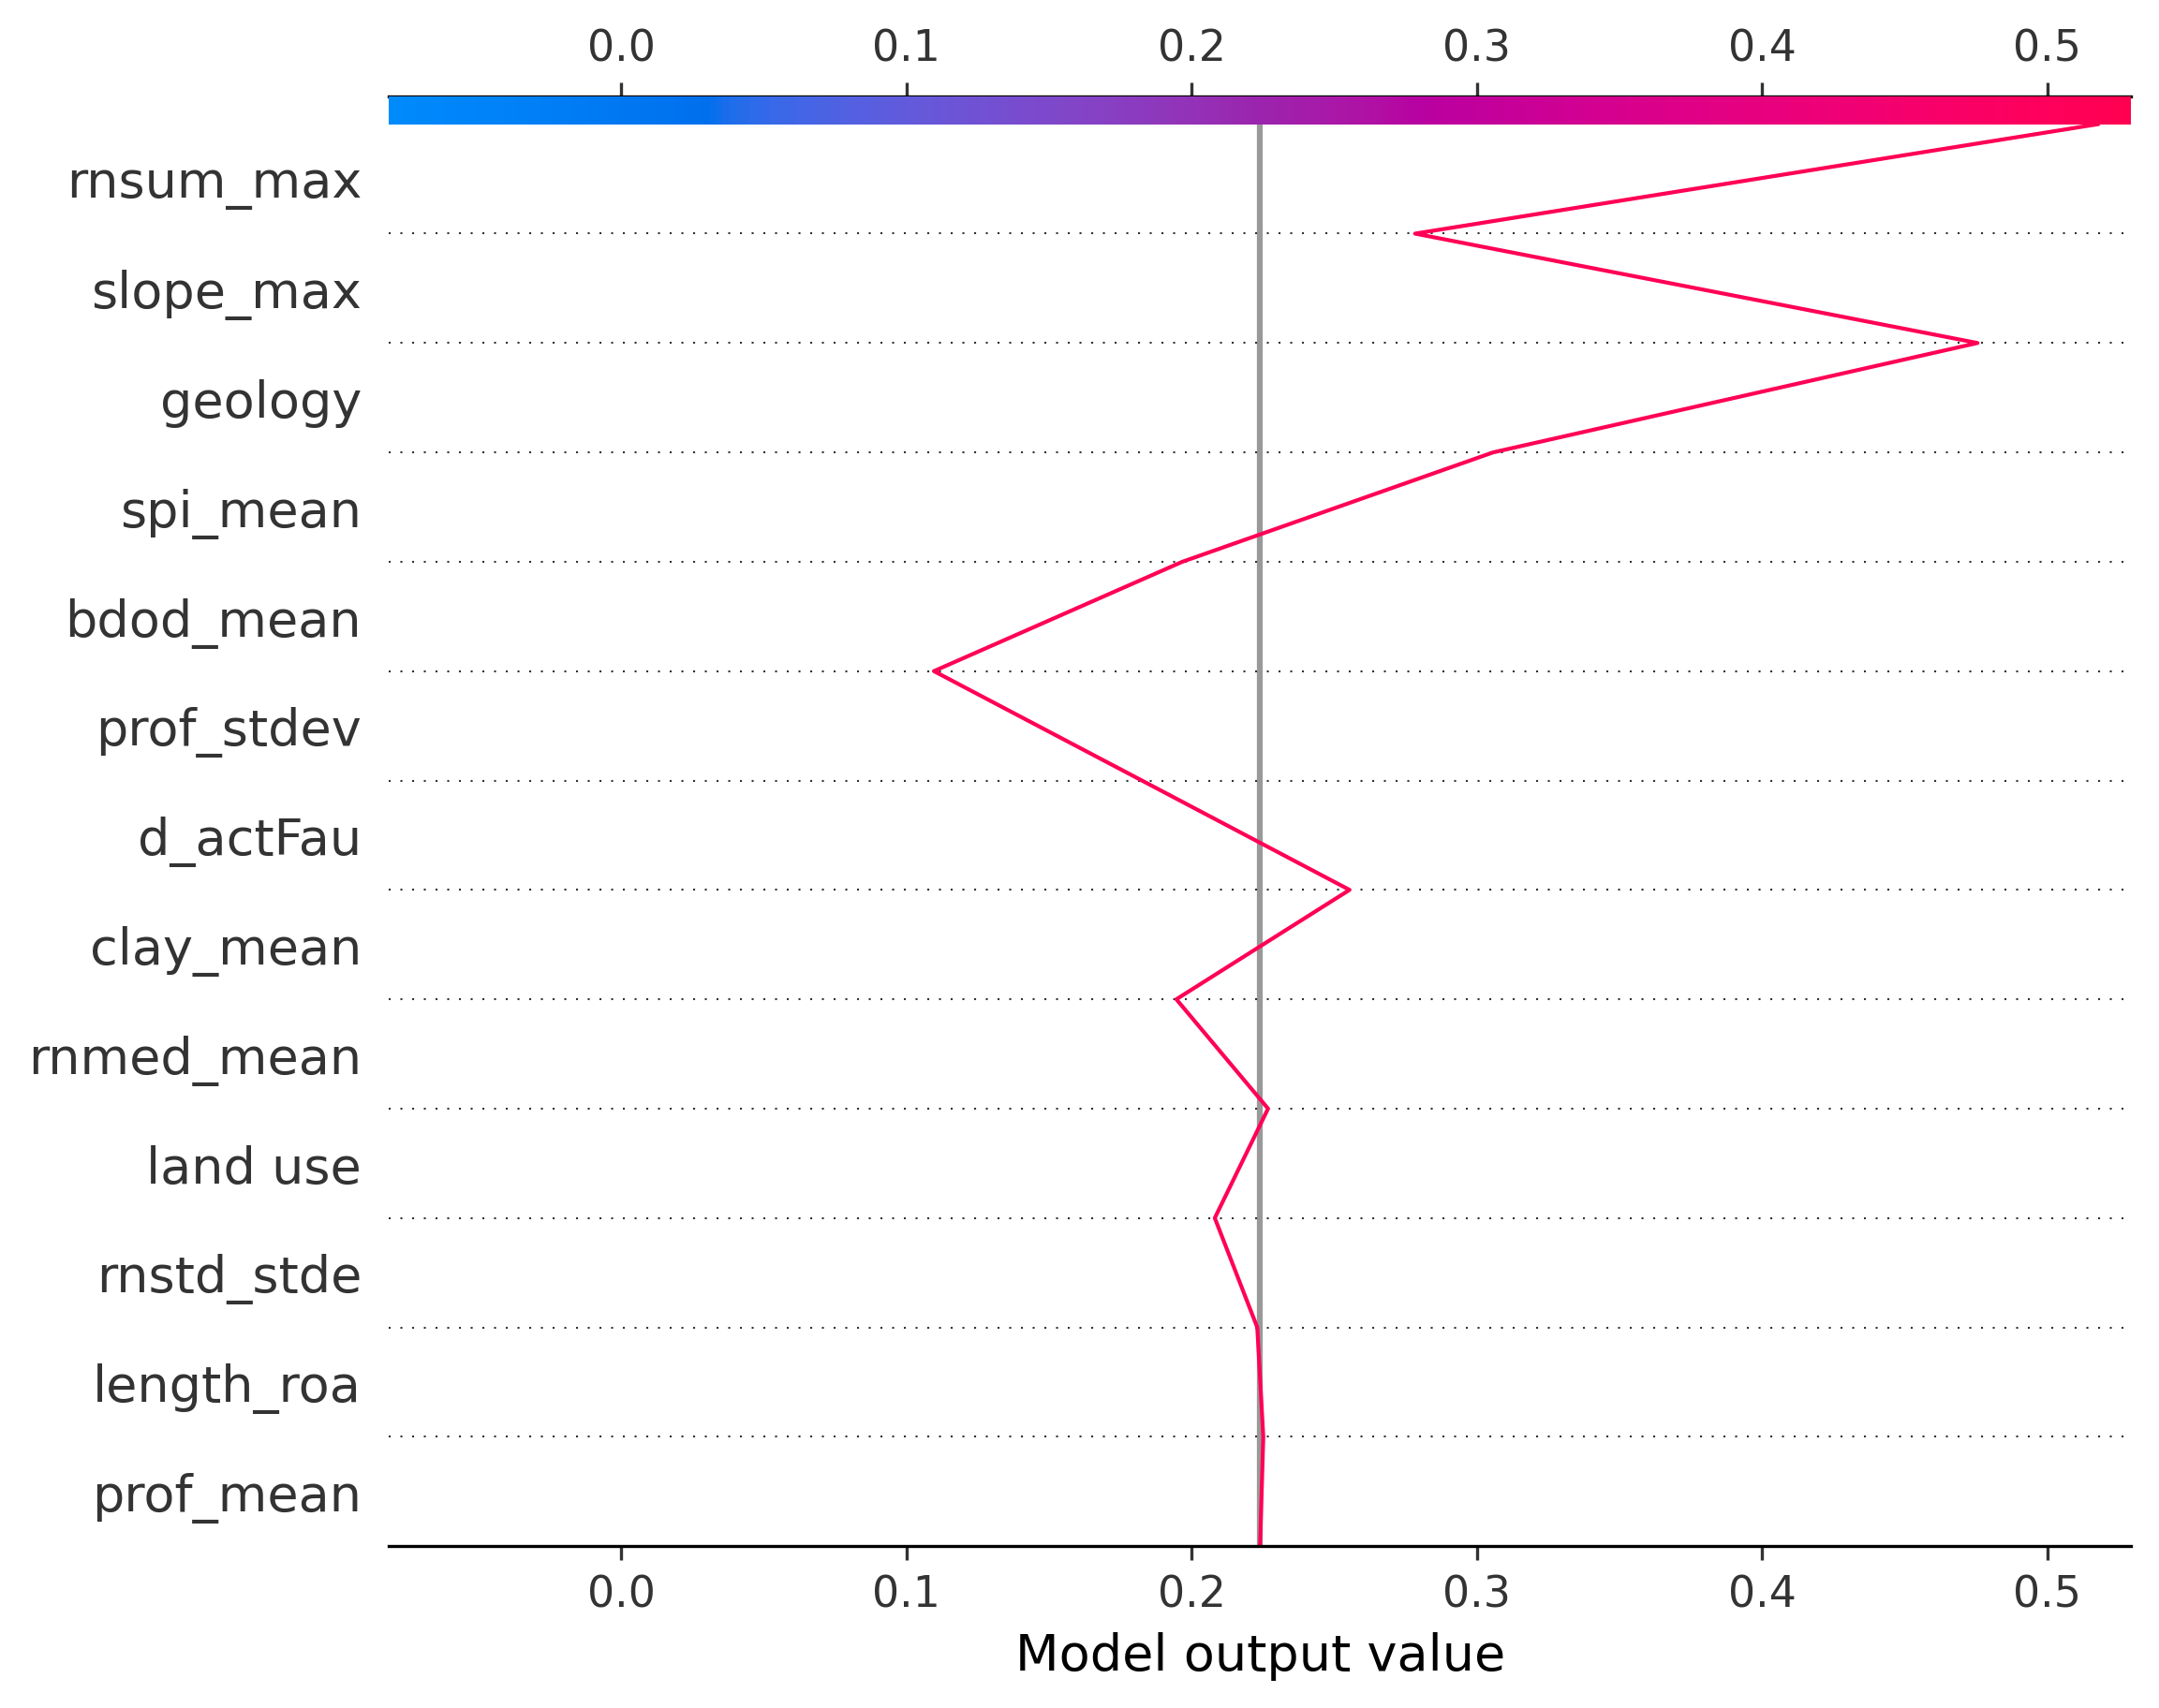 0.0 0.1 0.2 0.3 0.4 0.5
rnsum_max
slope_max
geology
spi_mean
bdod_mean
prof_stdev
d_actFau
clay_mean
rnmed_mean
land use
rnstd_stde
length_roa
prof_mean
0.0 0.1 0.2 0.3 0.4 0.5
Model output value